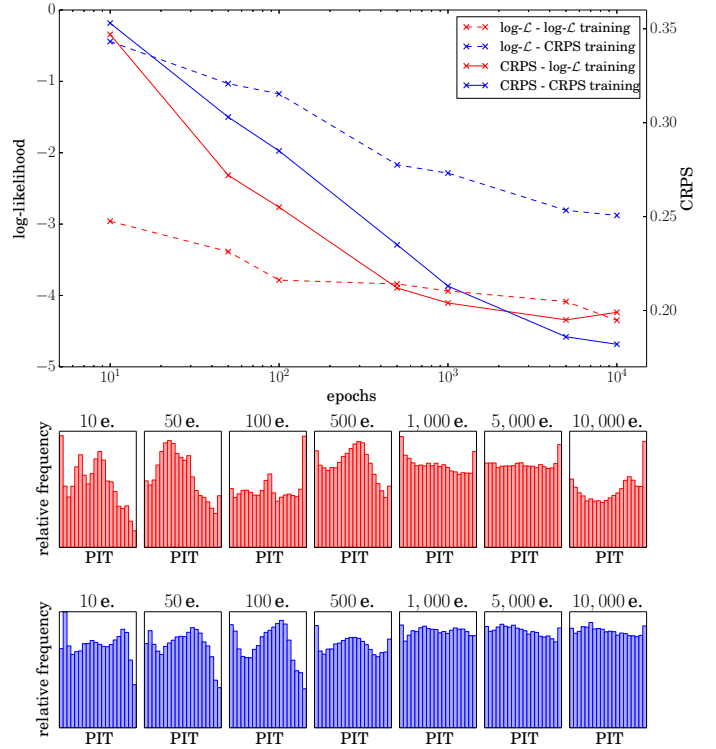 0
−1
−2
−3
−4
−5
log-likelihood
10¹
10²
10³
10⁴
epochs
0.35
0.30
0.25
0.20
CRPS
log-ℒ - log-ℒ training
log-ℒ - CRPS training
CRPS - log-ℒ training
CRPS - CRPS training
10 e. 50 e. 100 e. 500 e. 1,000 e. 5,000 e. 10,000 e.
relative frequency
PIT PIT PIT PIT PIT PIT PIT
10 e. 50 e. 100 e. 500 e. 1,000 e. 5,000 e. 10,000 e.
relative frequency
PIT PIT PIT PIT PIT PIT PIT